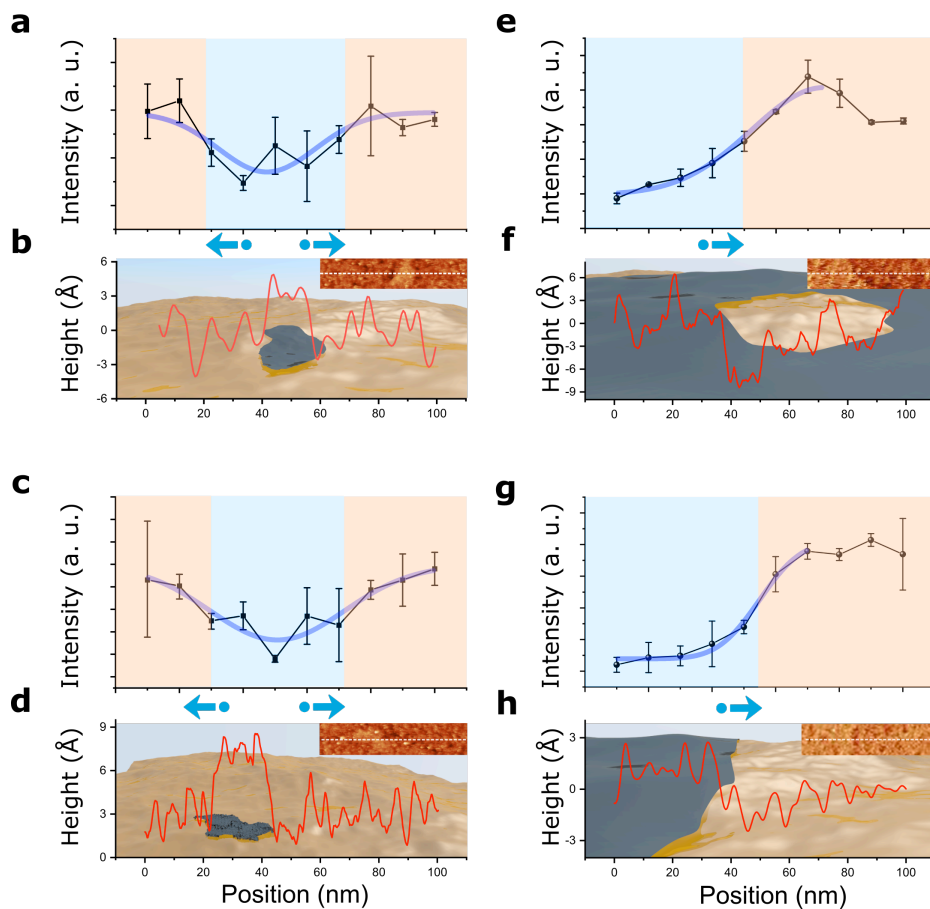 a
Intensity (a. u.)
b
Height (Å)
6
3
0
-3
-6
0 20 40 60 80 100
c
Intensity (a. u.)
d
Height (Å)
9
6
3
0
0 20 40 60 80 100
Position (nm)
e
Intensity (a. u.)
f
Height (Å)
6
3
0
-3
-6
-9
0 20 40 60 80 100
g
Intensity (a. u.)
h
Height (Å)
3
0
-3
0 20 40 60 80 100
Position (nm)